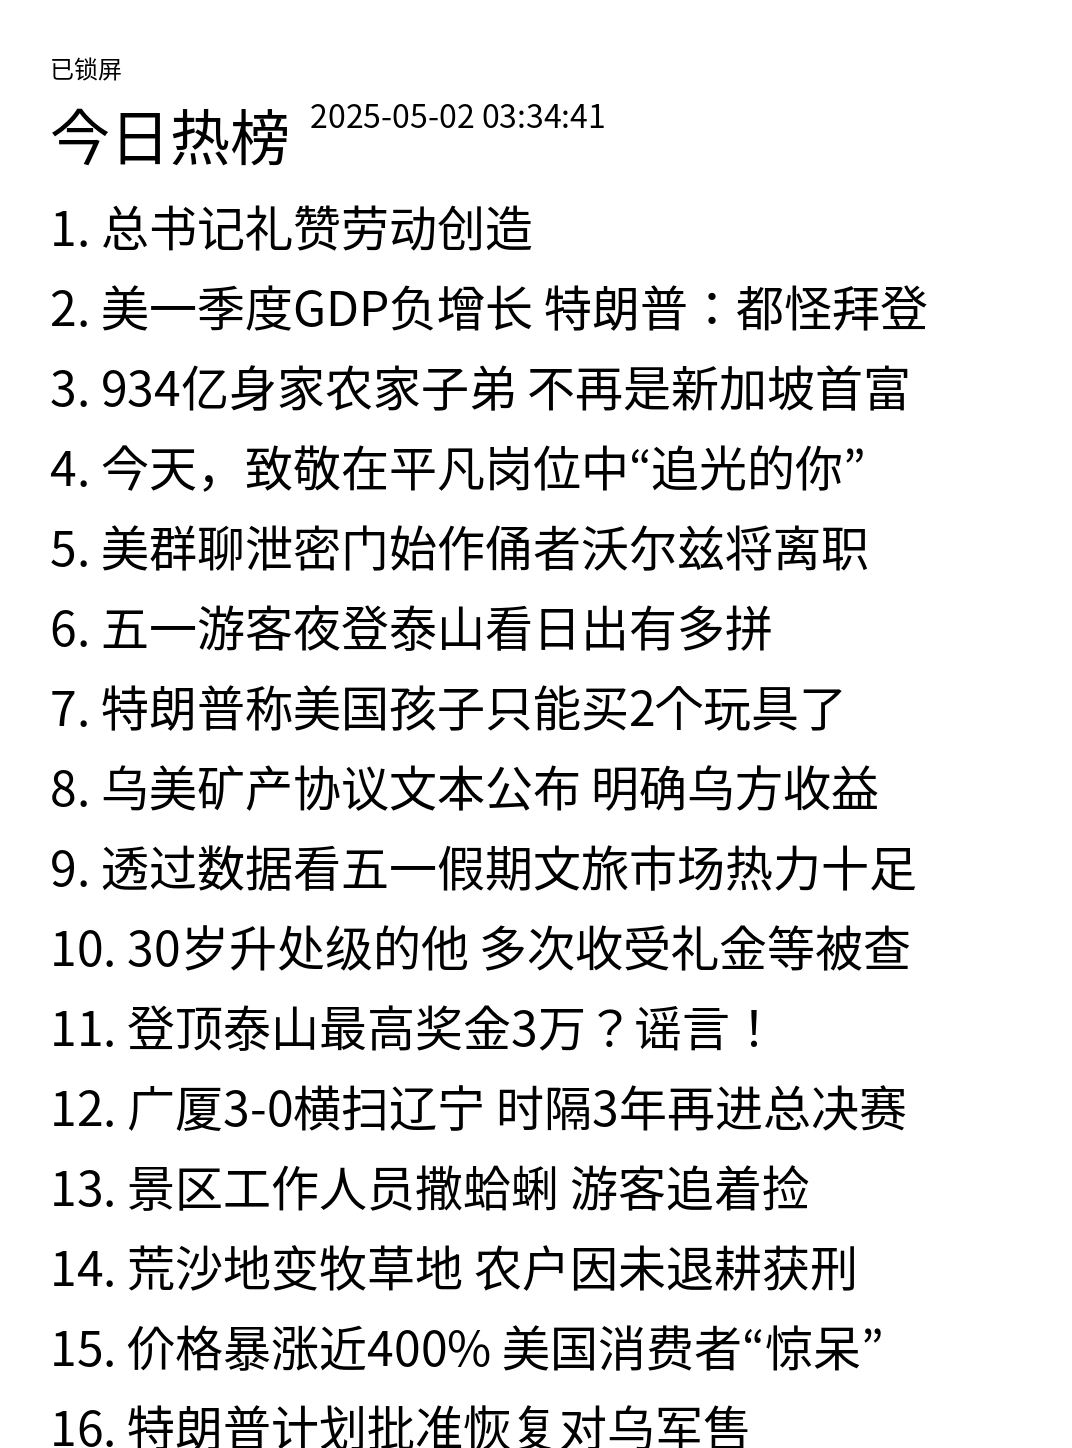 已锁屏
今日热榜 2025-05-02 03:34:41
1. 总书记礼赞劳动创造
2. 美一季度GDP负增长 特朗普：都怪拜登
3. 934亿身家农家子弟 不再是新加坡首富
4. 今天，致敬在平凡岗位中“追光的你”
5. 美群聊泄密门始作俑者沃尔兹将离职
6. 五一游客夜登泰山看日出有多拼
7. 特朗普称美国孩子只能买2个玩具了
8. 乌美矿产协议文本公布 明确乌方收益
9. 透过数据看五一假期文旅市场热力十足
10. 30岁升处级的他 多次收受礼金等被查
11. 登顶泰山最高奖金3万？谣言！
12. 广厦3-0横扫辽宁 时隔3年再进总决赛
13. 景区工作人员撒蛤蜊 游客追着捡
14. 荒沙地变牧草地 农户因未退耕获刑
15. 价格暴涨近400% 美国消费者“惊呆”
16. 特朗普计划批准恢复对乌军售